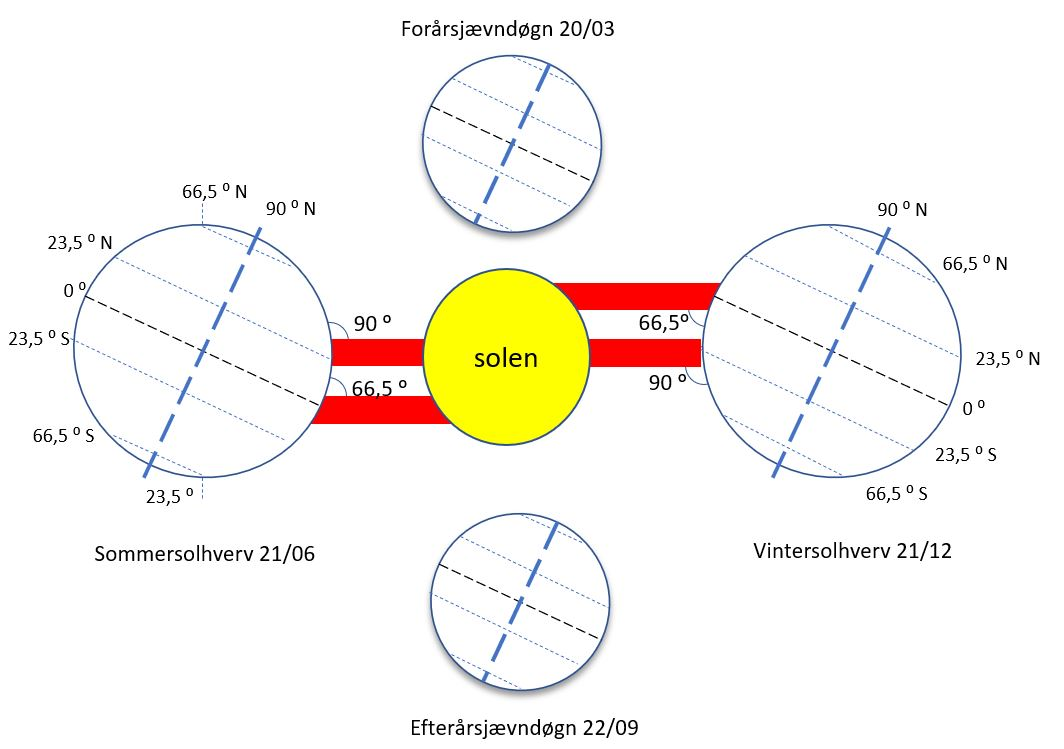 Forårsjævndøgn 20/03
66,5 º N
90 º N
23,5 º N
0 º
23,5 º S
66,5 º S
23,5 º
90 º
66,5 º
Sommersolhverv 21/06
solen
66,5º
90 º
90 º N
66,5 º N
23,5 º N
0 º
23,5 º S
66,5 º S
Vintersolhverv 21/12
Efterårsjævndøgn 22/09